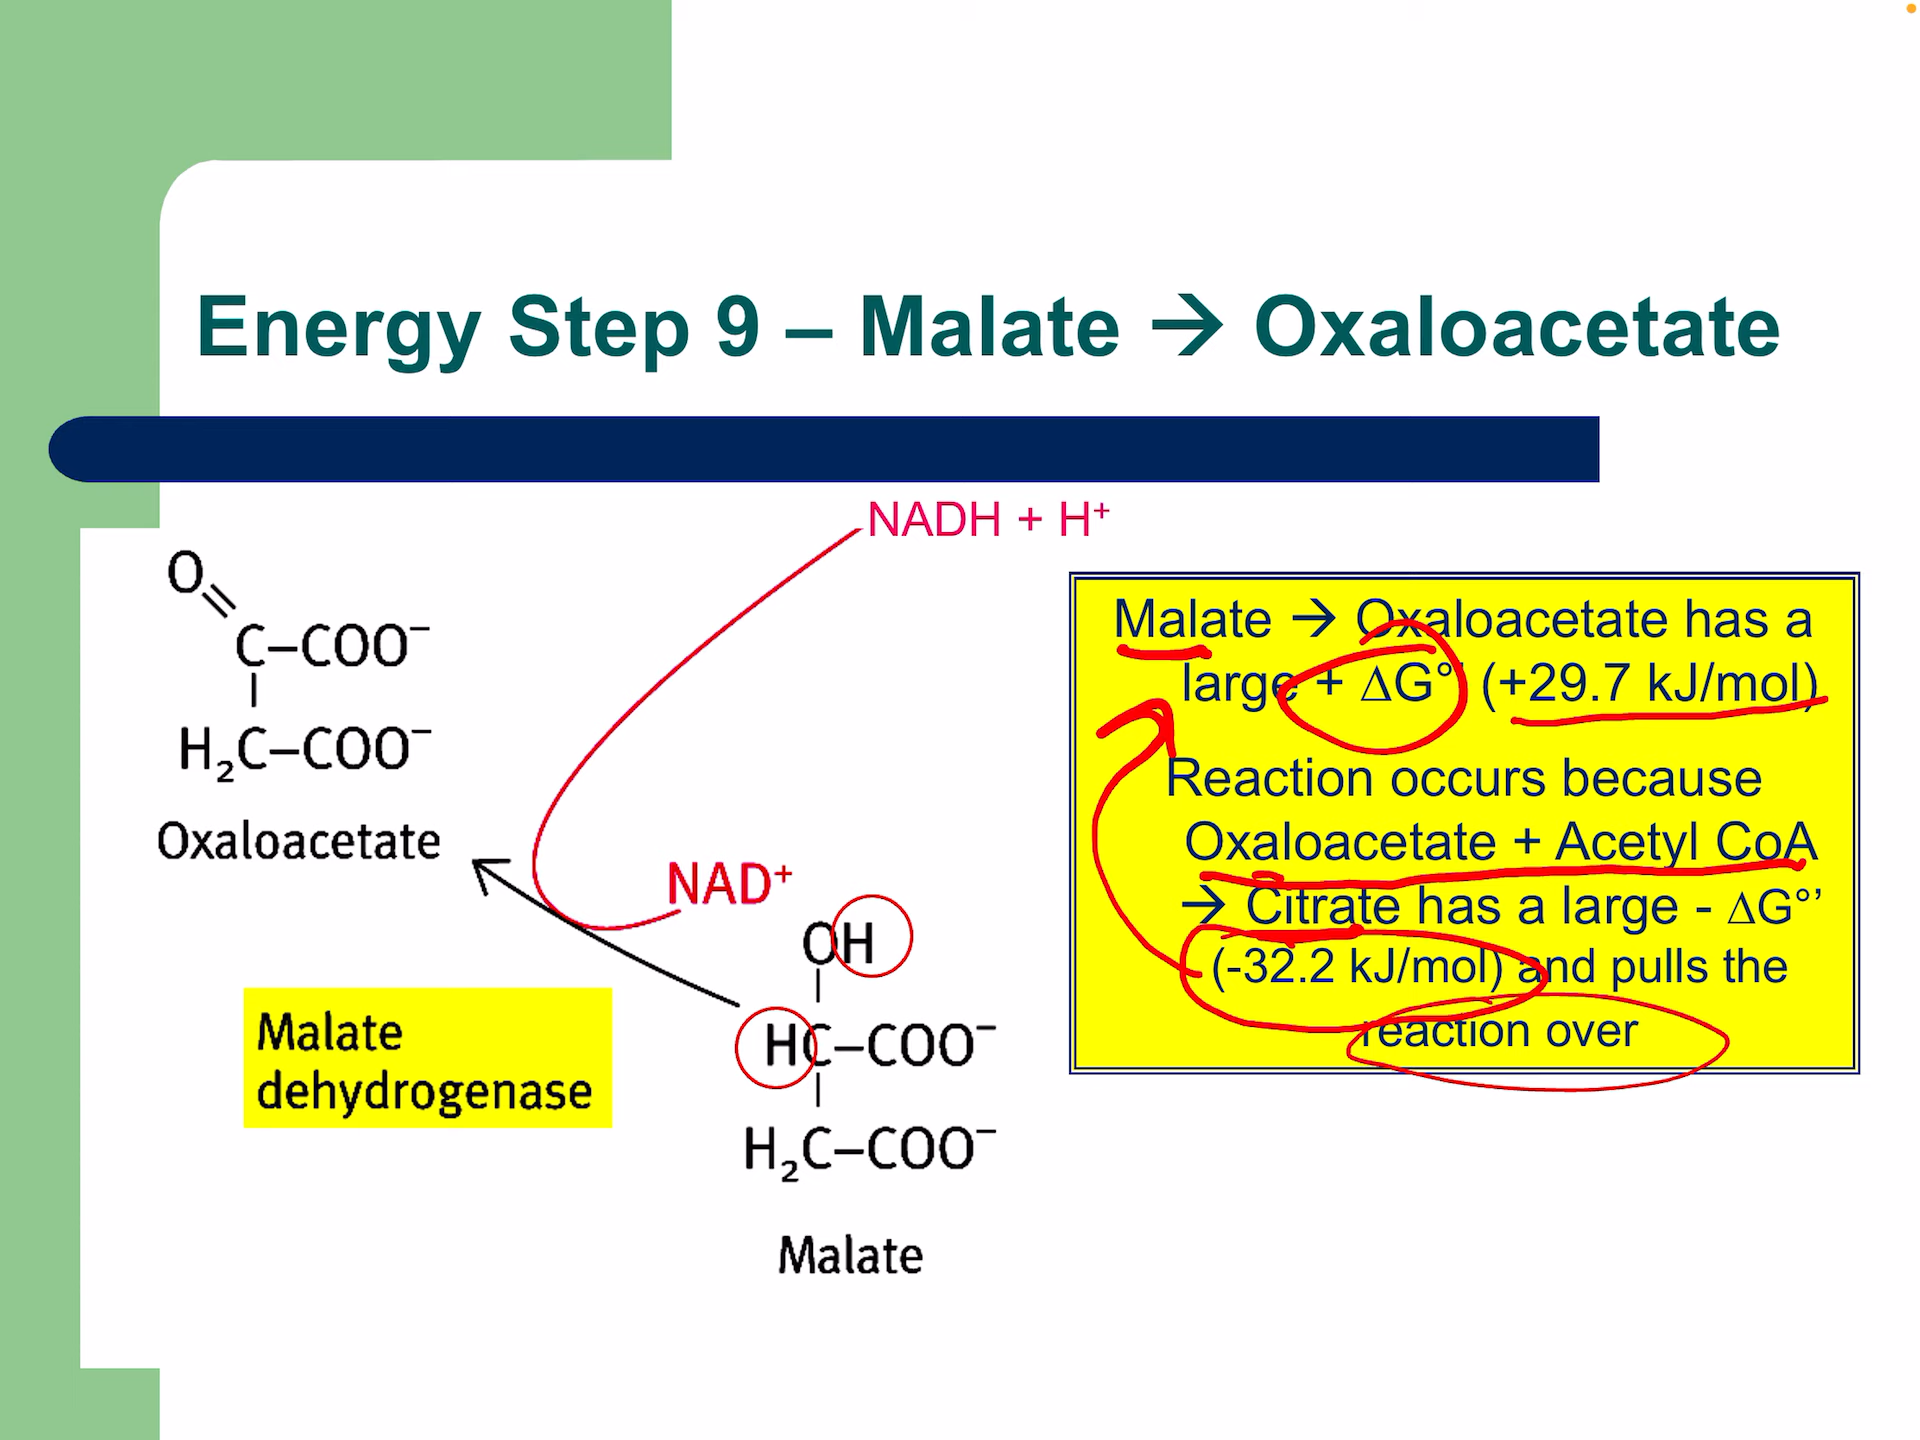 Energy Step 9 – Malate → Oxaloacetate
NADH + H⁺
O
C–COO⁻
H₂C–COO⁻
Oxaloacetate
NAD⁺
OH
HC–COO⁻
H₂C–COO⁻
Malate
Malate
dehydrogenase
Malate → Oxaloacetate has a
large + ΔG°' (+29.7 kJ/mol)
Reaction occurs because
Oxaloacetate + Acetyl CoA
→ Citrate has a large - ΔG°’
(-32.2 kJ/mol) and pulls the
reaction over